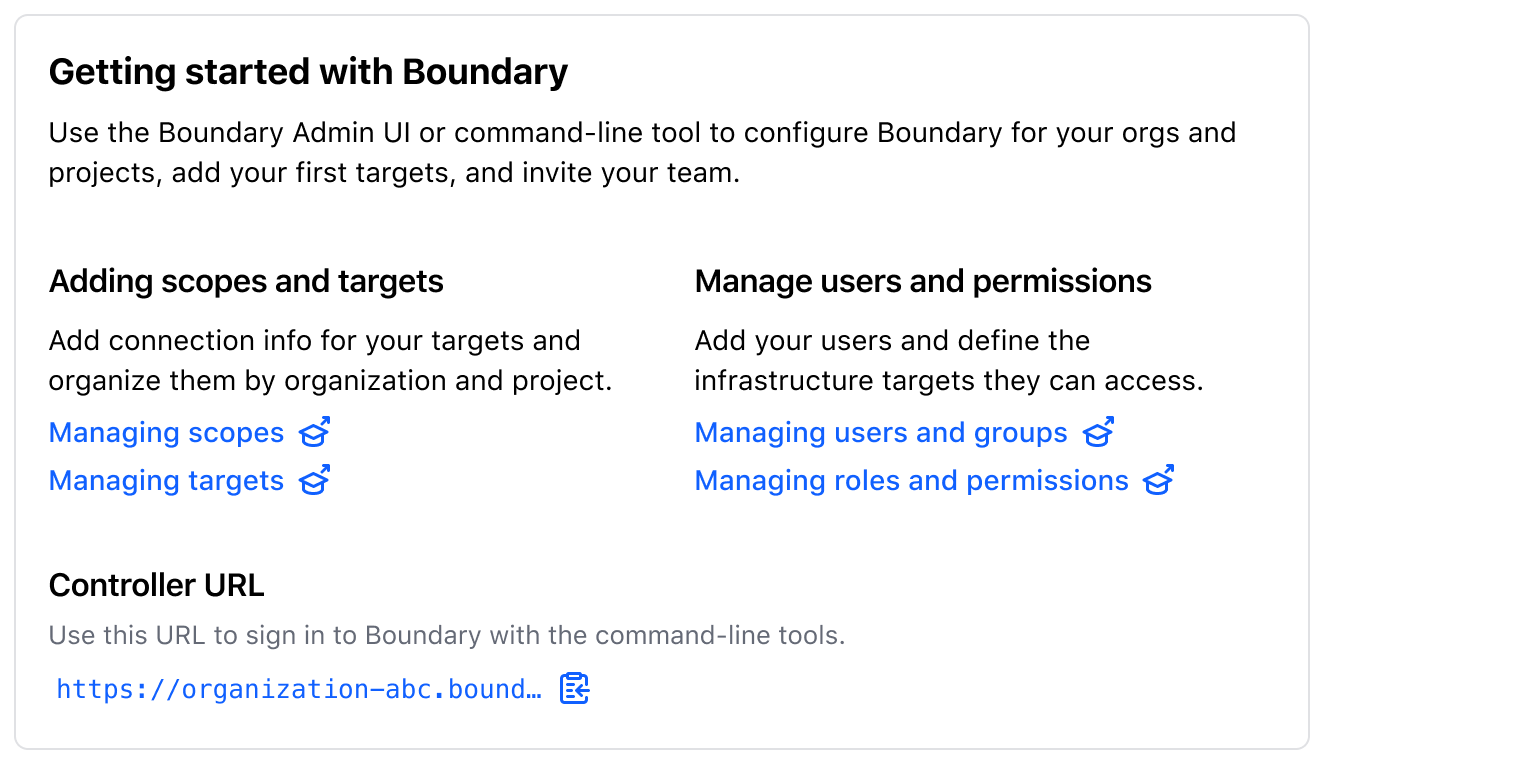 Getting started with Boundary
Use the Boundary Admin UI or command-line tool to configure Boundary for your orgs and
projects, add your first targets, and invite your team.
Adding scopes and targets
Add connection info for your targets and
organize them by organization and project.
Managing scopes
Managing targets
Manage users and permissions
Add your users and define the
infrastructure targets they can access.
Managing users and groups
Managing roles and permissions
Controller URL
Use this URL to sign in to Boundary with the command-line tools.
https://organization-abc.bound…